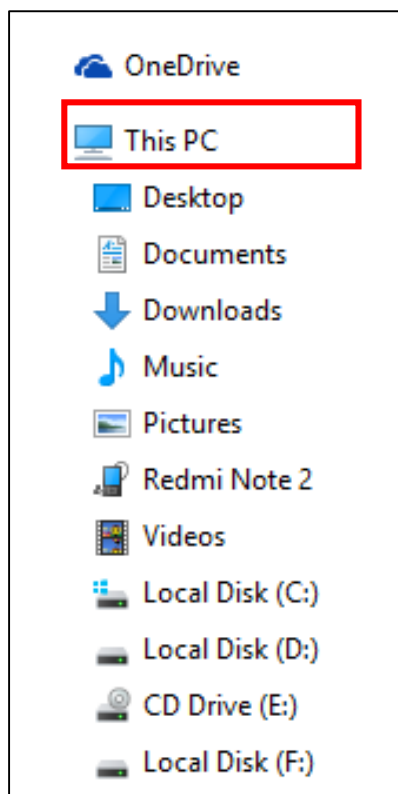 OneDrive
This PC
Desktop
Documents
Downloads
Music
Pictures
Redmi Note 2
Videos
Local Disk (C:)
Local Disk (D:)
CD Drive (E:)
Local Disk (F:)